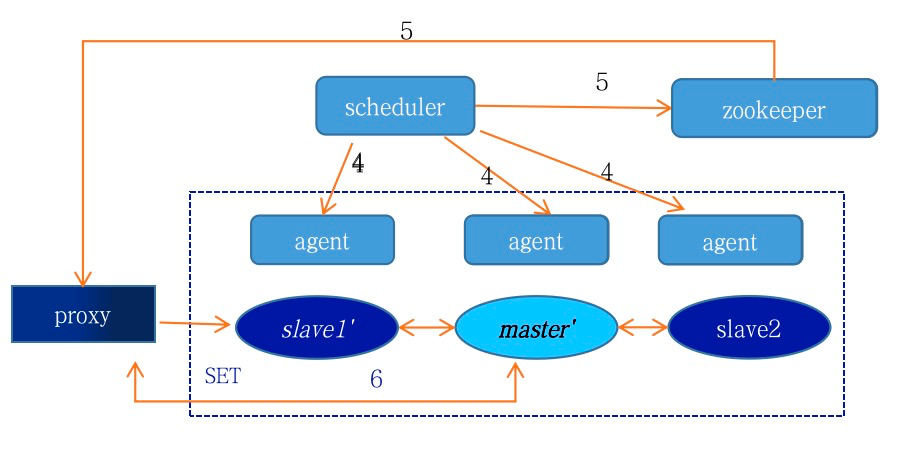 5
scheduler
5
zookeeper
4
4
4
agent
agent
agent
proxy
slave1'
master'
slave2
SET
6